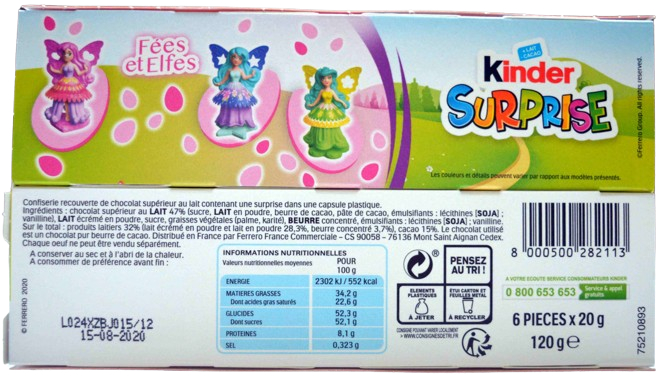 Fées
et Elfes
+ LAIT
- CACAO
Kinder
SURPRISE
©Ferrero Group. All rights reserved.
Les couleurs et détails peuvent varier par rapport aux modèles présentés.
Confiserie recouverte de chocolat supérieur au lait contenant une surprise dans une capsule plastique.
Ingrédients : chocolat supérieur au LAIT 47% (sucre, LAIT en poudre, beurre de cacao, pâte de cacao, émulsifiants : lécithines [SOJA] ;
vanilline), LAIT écrémé en poudre, sucre, graisses végétales (palme, karité), BEURRE concentré, émulsifiants : lécithines [SOJA] ; vanilline.
Sur le total : produits laitiers 32% (lait écrémé en poudre et lait en poudre 28,3%, beurre concentré 3,7%), cacao 15%. Le chocolat utilisé
est un chocolat pur beurre de cacao. Distribué en France par Ferrero France Commerciale – CS 90058 – 76136 Mont Saint Aignan Cedex.
Chaque oeuf ne peut être vendu séparément.
A conserver au sec et à l'abri de la chaleur.
A consommer de préférence avant fin :
© FERRERO 2020
L024XZBJ015/12
15-08-2020
INFORMATIONS NUTRITIONNELLES
Valeurs nutritionnelles moyennes POUR
100 g
ENERGIE 2302 kJ / 552 kcal
MATIERES GRASSES 34,2 g
Dont acides gras saturés 22,6 g
GLUCIDES 52,3 g
Dont sucres 52,1 g
PROTEINES 8,1 g
SEL 0,323 g
PENSEZ
AU TRI !
ELEMENTS
PLASTIQUES
À JETER
ÉTUI CARTON ET
FEUILLES METAL
À RECYCLER
CONSIGNE POUVANT VARIER LOCALEMENT
> WWW.CONSIGNESDETRI.FR
8 000500 282113
A VOTRE ECOUTE SERVICE CONSOMMATEURS KINDER
0 800 653 653 Service & appel
gratuits
6 PIECES x 20 g
120 g e
75210893